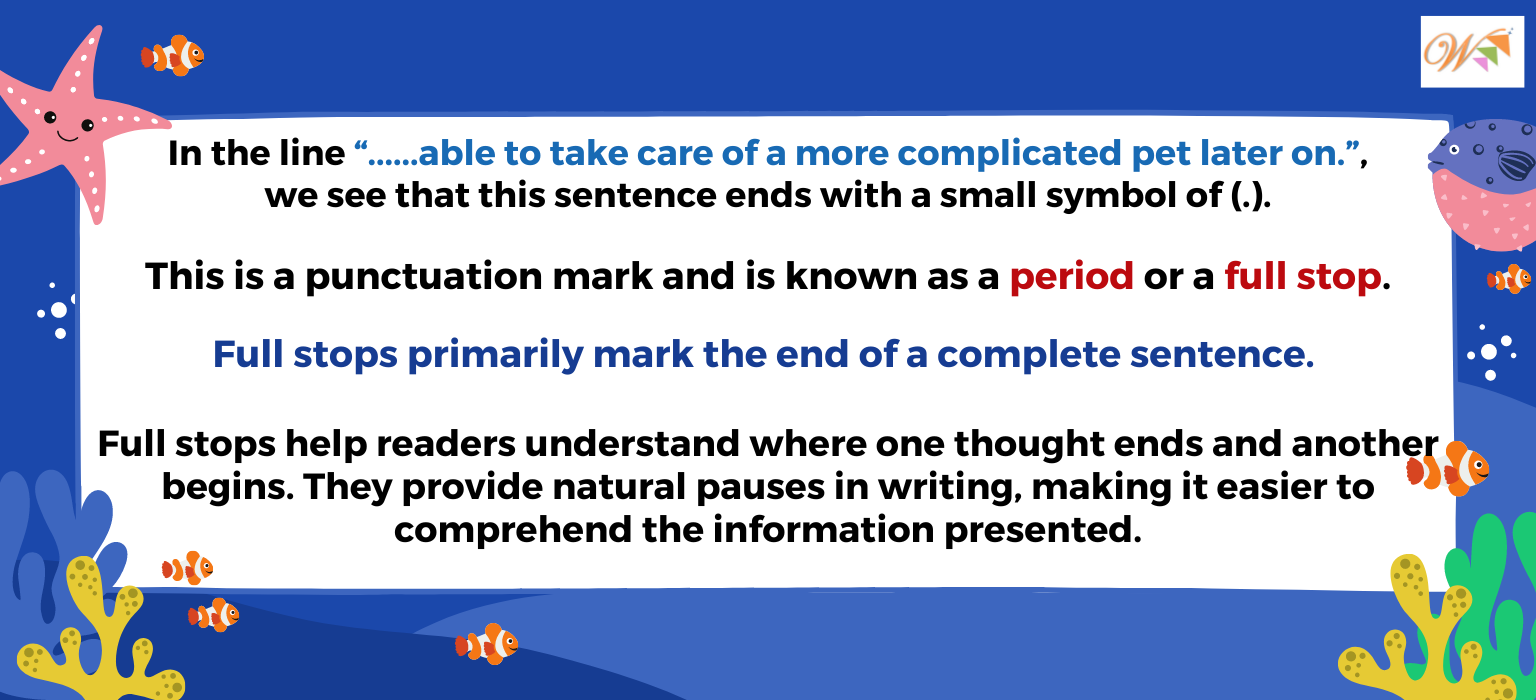 In the line “......able to take care of a more complicated pet later on.”,
we see that this sentence ends with a small symbol of (.).
This is a punctuation mark and is known as a period or a full stop.
Full stops primarily mark the end of a complete sentence.
Full stops help readers understand where one thought ends and another
begins. They provide natural pauses in writing, making it easier to
comprehend the information presented.